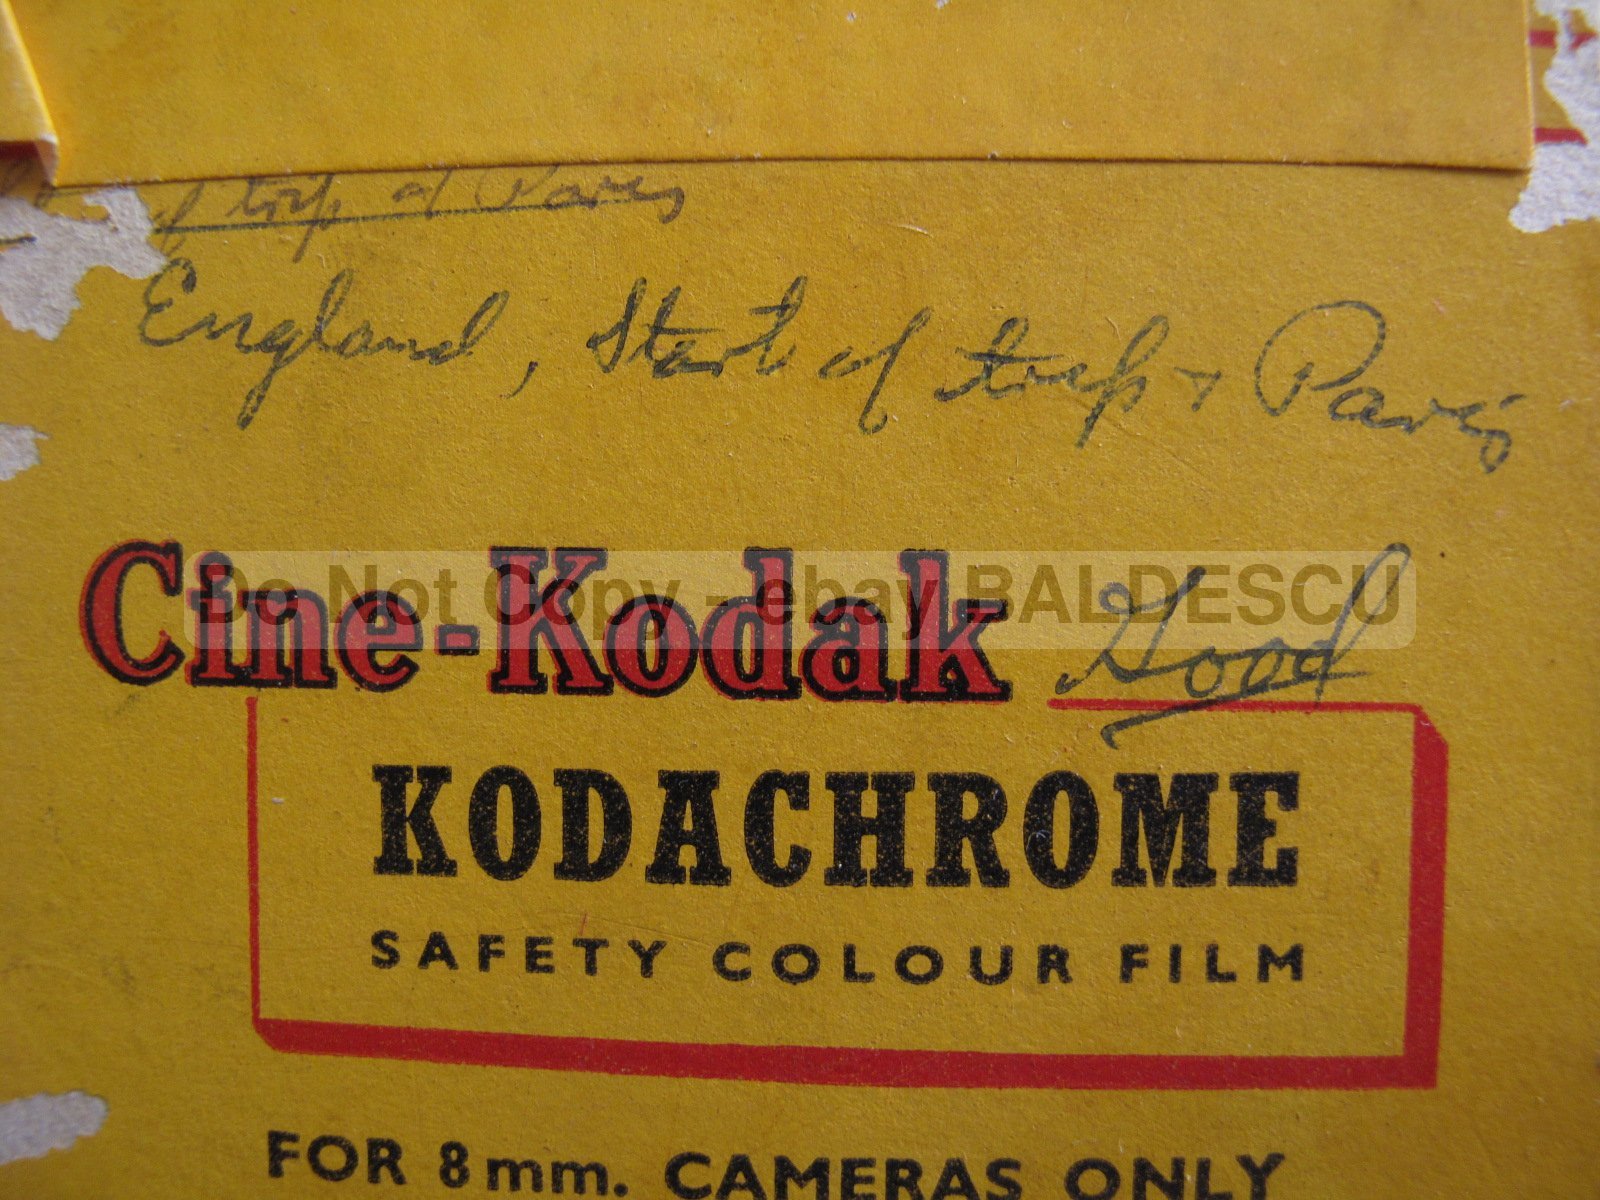 of trip at Paris
England, Start of trip + Paris
Cine-Kodak Good
Do Not Copy - ebay BALDESCU
KODACHROME
SAFETY COLOUR FILM
FOR 8mm. CAMERAS ONLY